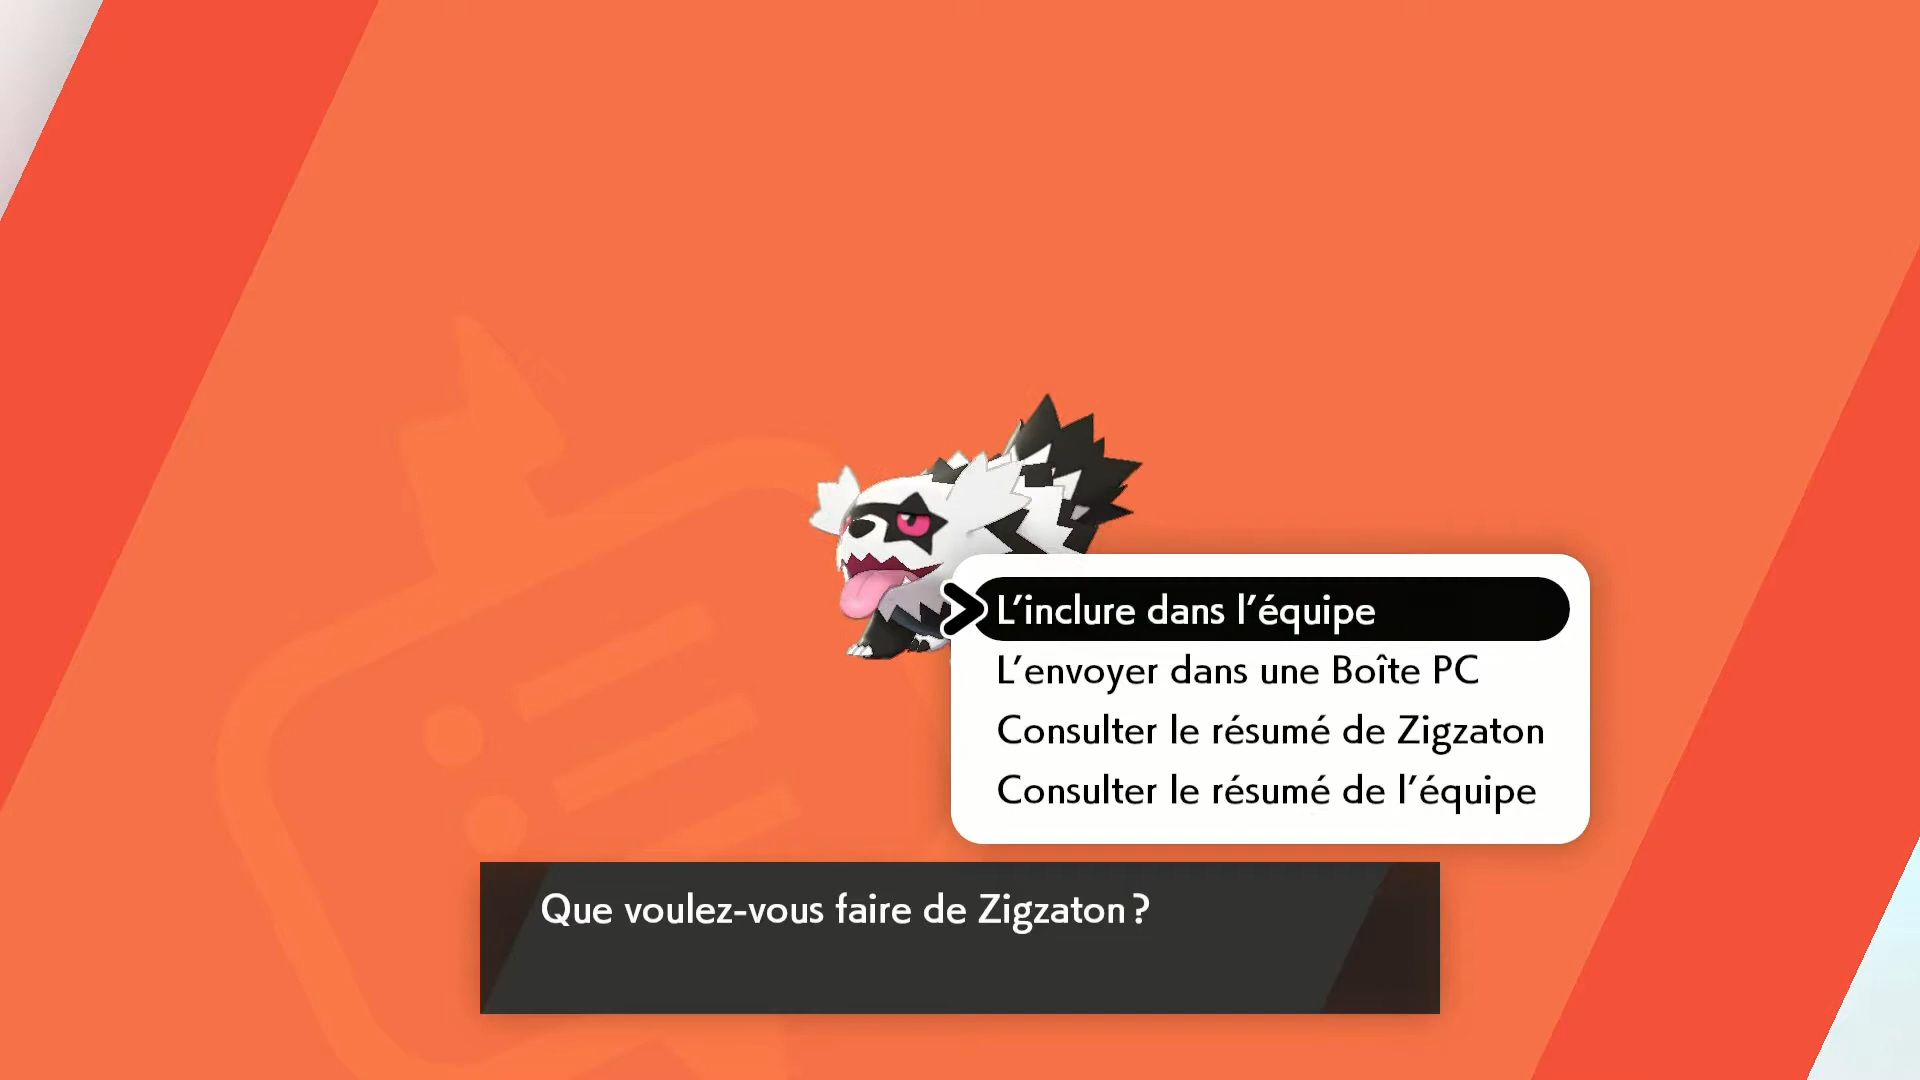 L'inclure dans l'équipe
L'envoyer dans une Boîte PC
Consulter le résumé de Zigzaton
Consulter le résumé de l'équipe
Que voulez-vous faire de Zigzaton ?